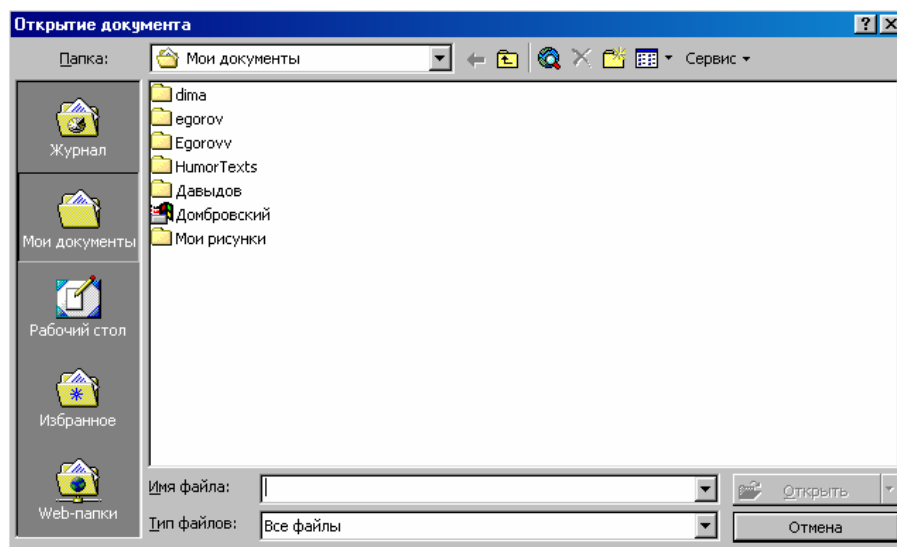 Открытие документа
Папка: Мои документы Сервис
Журнал
Мои документы
Рабочий стол
Избранное
Web-папки
dima
egorov
Egorovv
HumorTexts
Давыдов
Домбровский
Мои рисунки
Имя файла: Открыть
Тип файлов: Все файлы Отмена